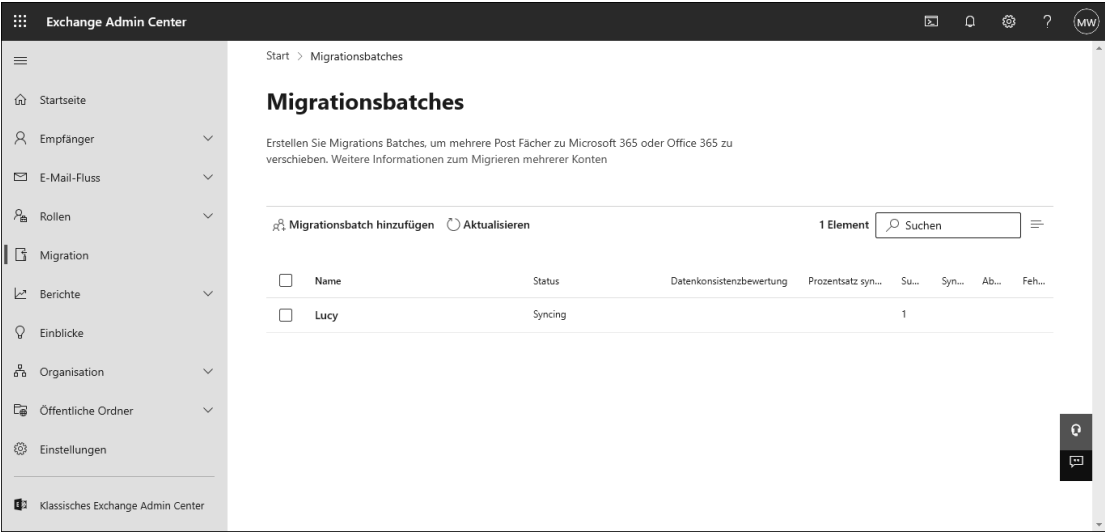 Exchange Admin Center
?
MW
Startseite
Empfänger
E-Mail-Fluss
Rollen
Migration
Berichte
Einblicke
Organisation
Öffentliche Ordner
Einstellungen
Klassisches Exchange Admin Center
Start > Migrationsbatches
Migrationsbatches
Erstellen Sie Migrations Batches, um mehrere Post Fächer zu Microsoft 365 oder Office 365 zu
verschieben. Weitere Informationen zum Migrieren mehrerer Konten
Migrationsbatch hinzufügen Aktualisieren 1 Element Suchen
Name Status Datenkonsistenzbewertung Prozentsatz syn... Su... Syn... Ab... Feh...
Lucy Syncing 1